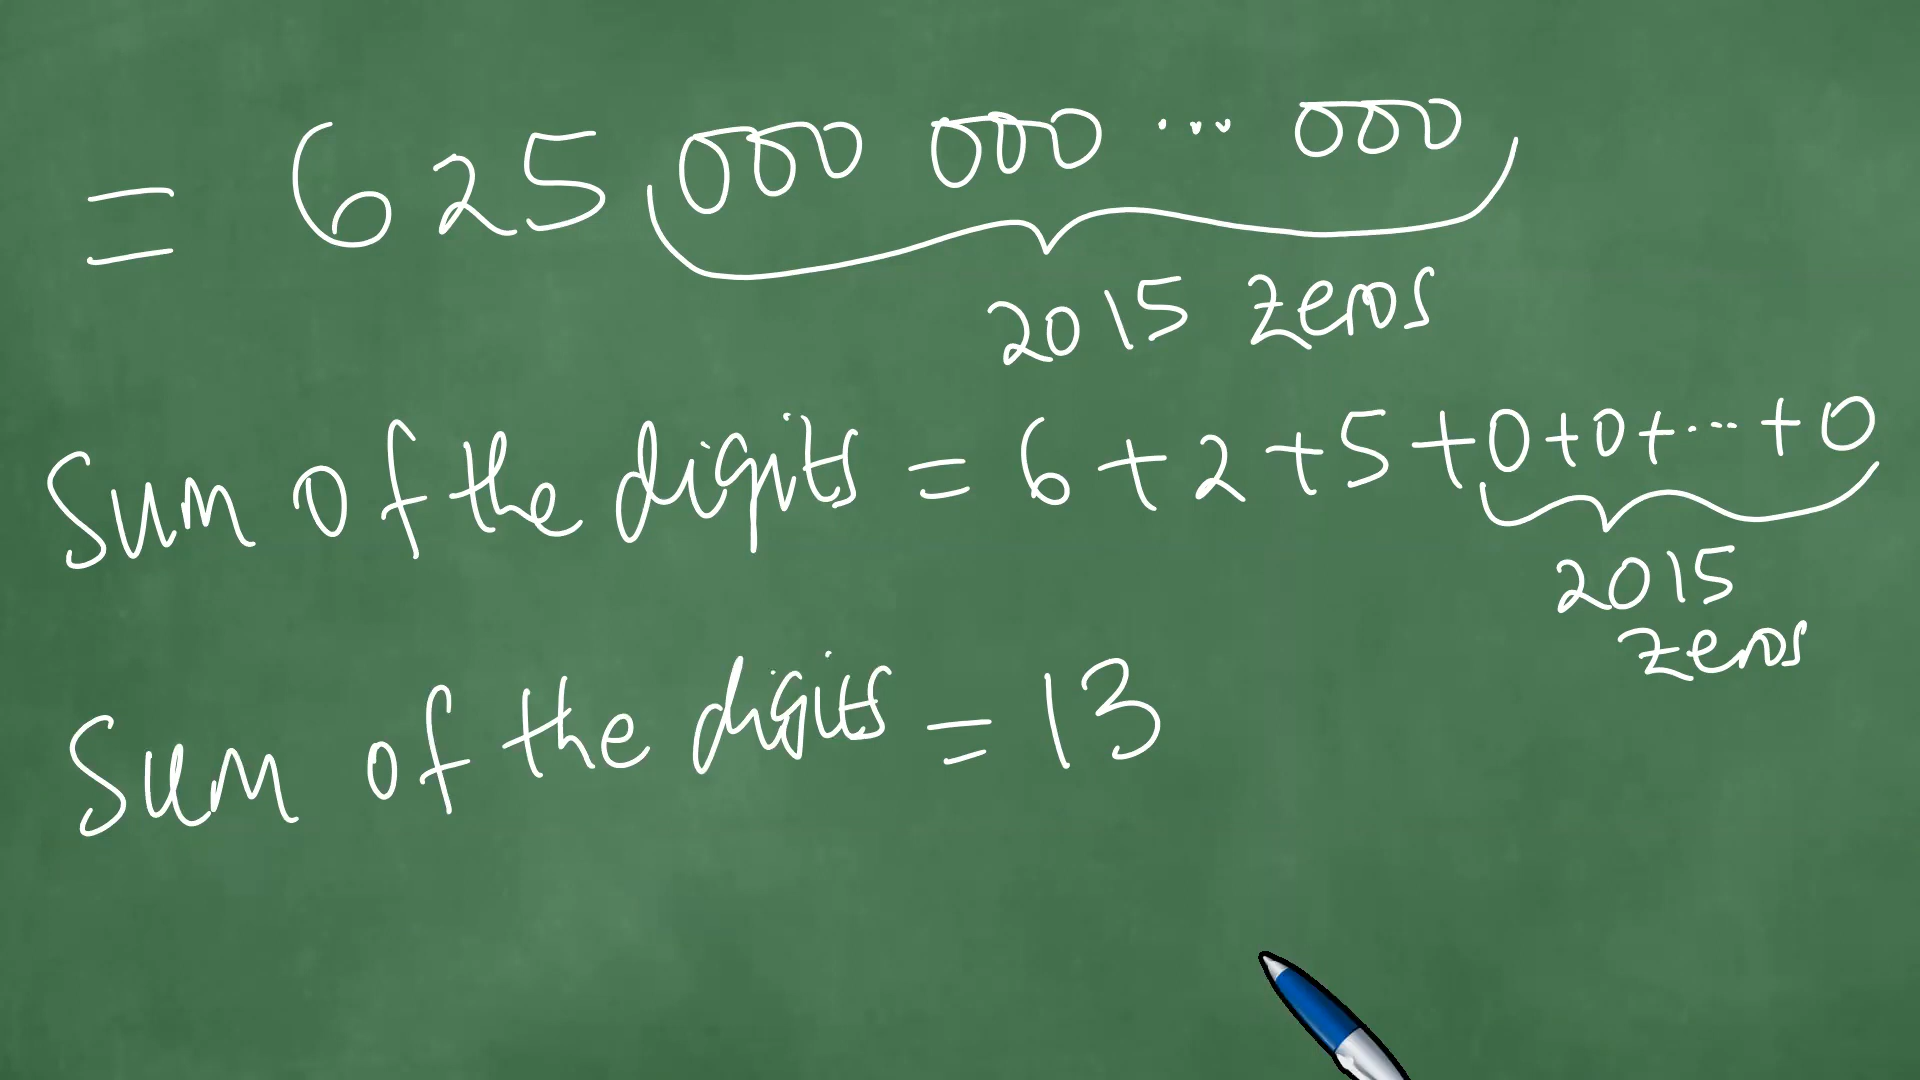 = 625 000 000 ... 000
2015 zeros
Sum of the digits = 6+2+5+0+0+...+0
2015
zeros
Sum of the digits = 13